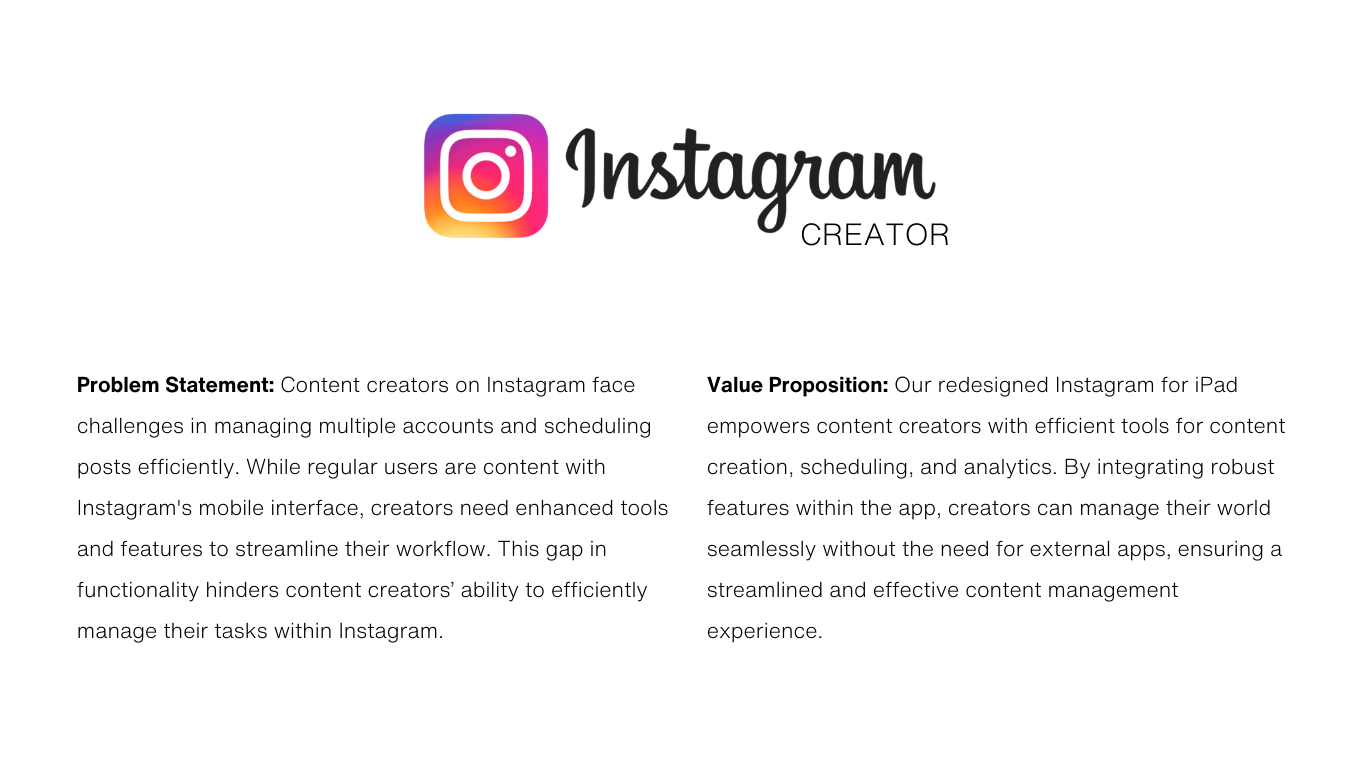 Instagram
CREATOR
Problem Statement: Content creators on Instagram face
challenges in managing multiple accounts and scheduling
posts efficiently. While regular users are content with
Instagram's mobile interface, creators need enhanced tools
and features to streamline their workflow. This gap in
functionality hinders content creators’ ability to efficiently
manage their tasks within Instagram.
Value Proposition: Our redesigned Instagram for iPad
empowers content creators with efficient tools for content
creation, scheduling, and analytics. By integrating robust
features within the app, creators can manage their world
seamlessly without the need for external apps, ensuring a
streamlined and effective content management
experience.